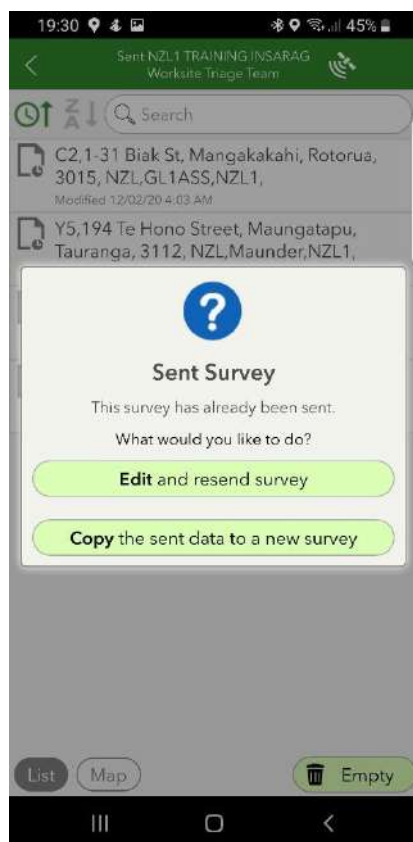 19:30 45%
Sent NZL1 TRAINING INSARAG
Worksite Triage Team
Z
A
Search
C2,1-31 Biak St, Mangakakahi, Rotorua,
3015, NZL,GL1ASS,NZL1,
Modified 12/02/20 4:03 AM
Y5,194 Te Hono Street, Maungatapu,
Tauranga, 3112, NZL,Maunder,NZL1,
?
Sent Survey
This survey has already been sent.
What would you like to do?
Edit and resend survey
Copy the sent data to a new survey
List Map Empty